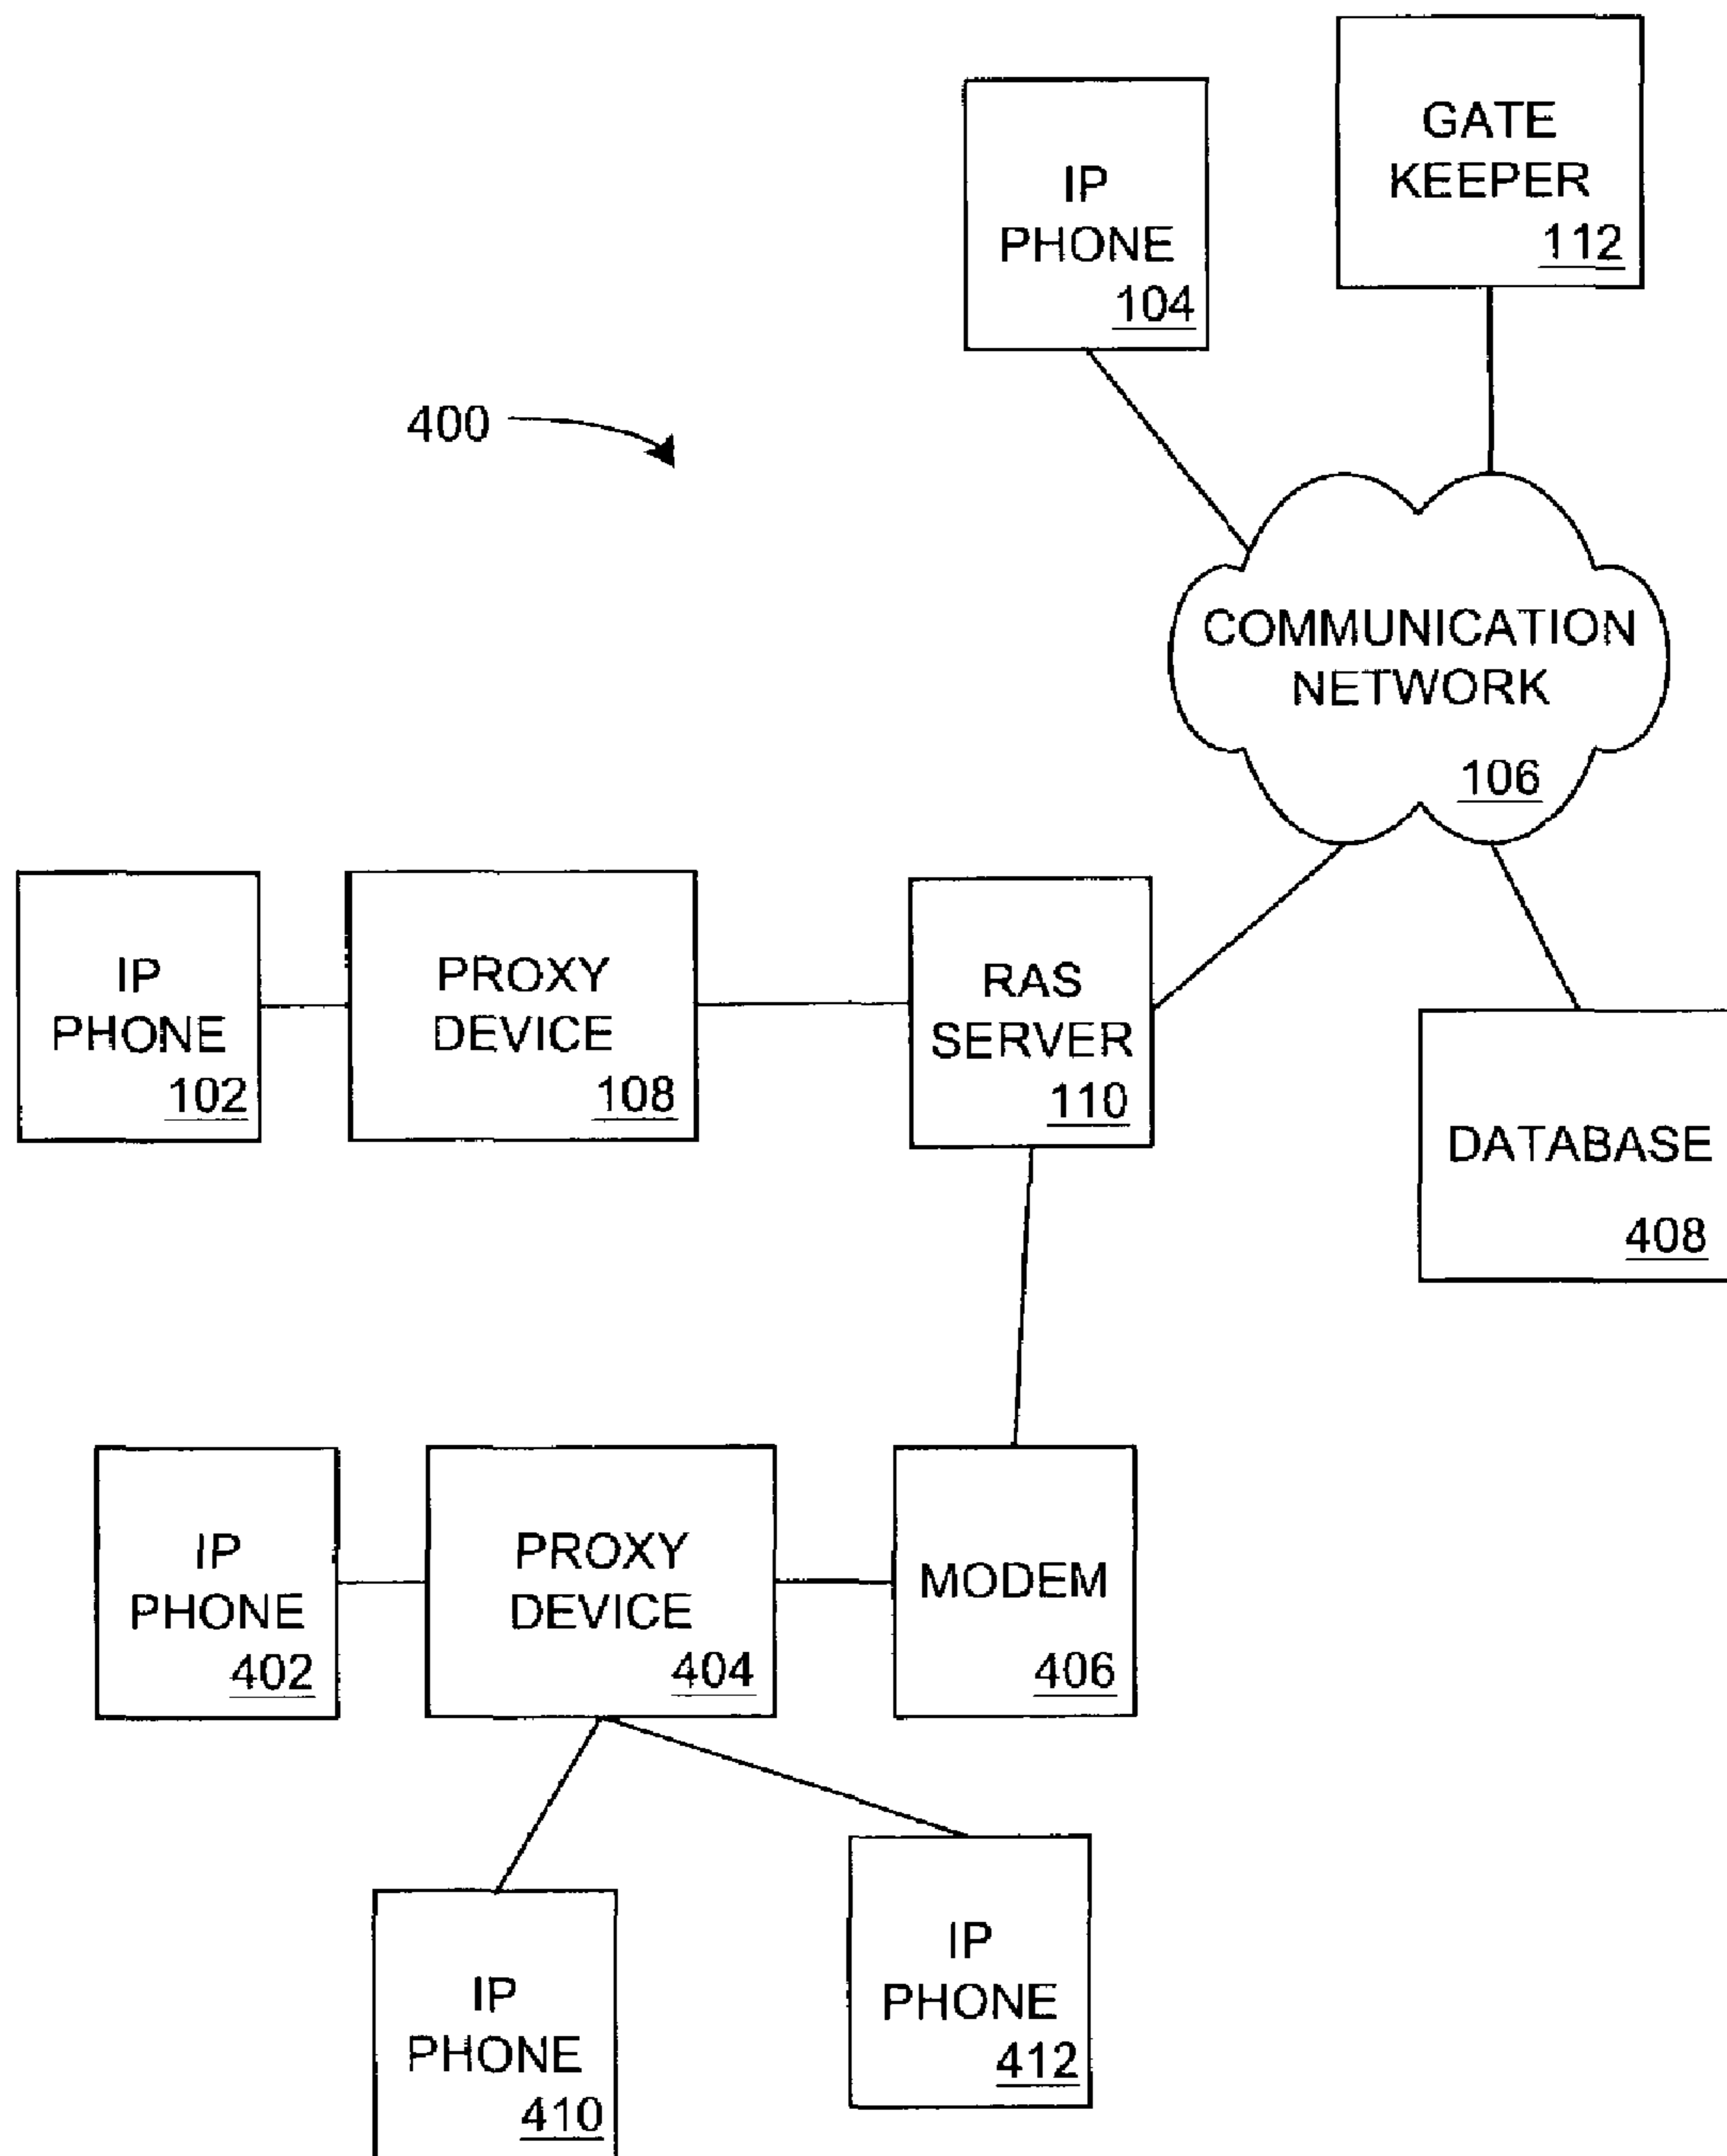 GATE
KEEPER
112
IP
PHONE
104
400
COMMUNICATION
NETWORK
106
IP
PHONE
102
PROXY
DEVICE
108
RAS
SERVER
110
DATABASE
408
IP
PHONE
402
PROXY
DEVICE
404
MODEM
406
IP
PHONE
410
IP
PHONE
412